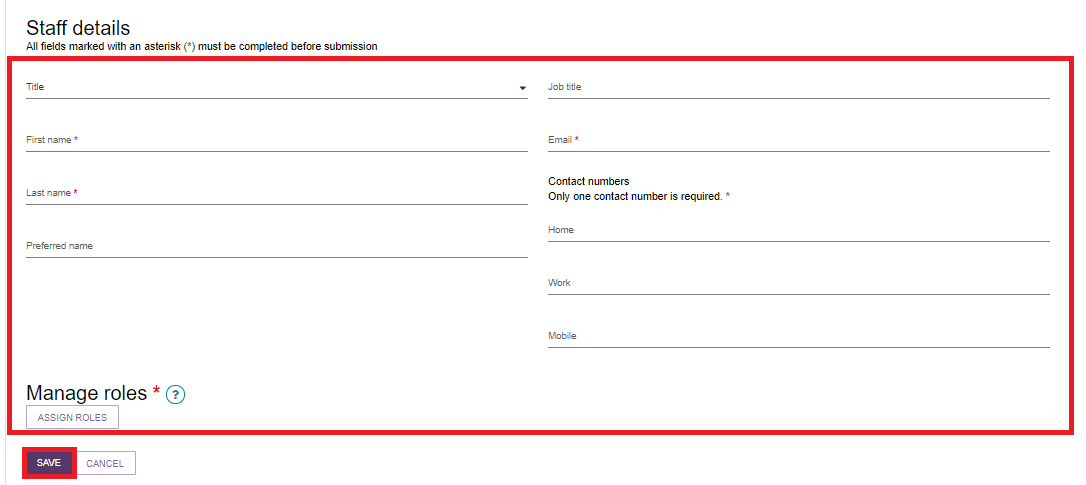 Staff details
All fields marked with an asterisk (*) must be completed before submission
Title
First name *
Last name *
Preferred name
Job title
Email *
Contact numbers
Only one contact number is required. *
Home
Work
Mobile
Manage roles * ?
ASSIGN ROLES
SAVE CANCEL